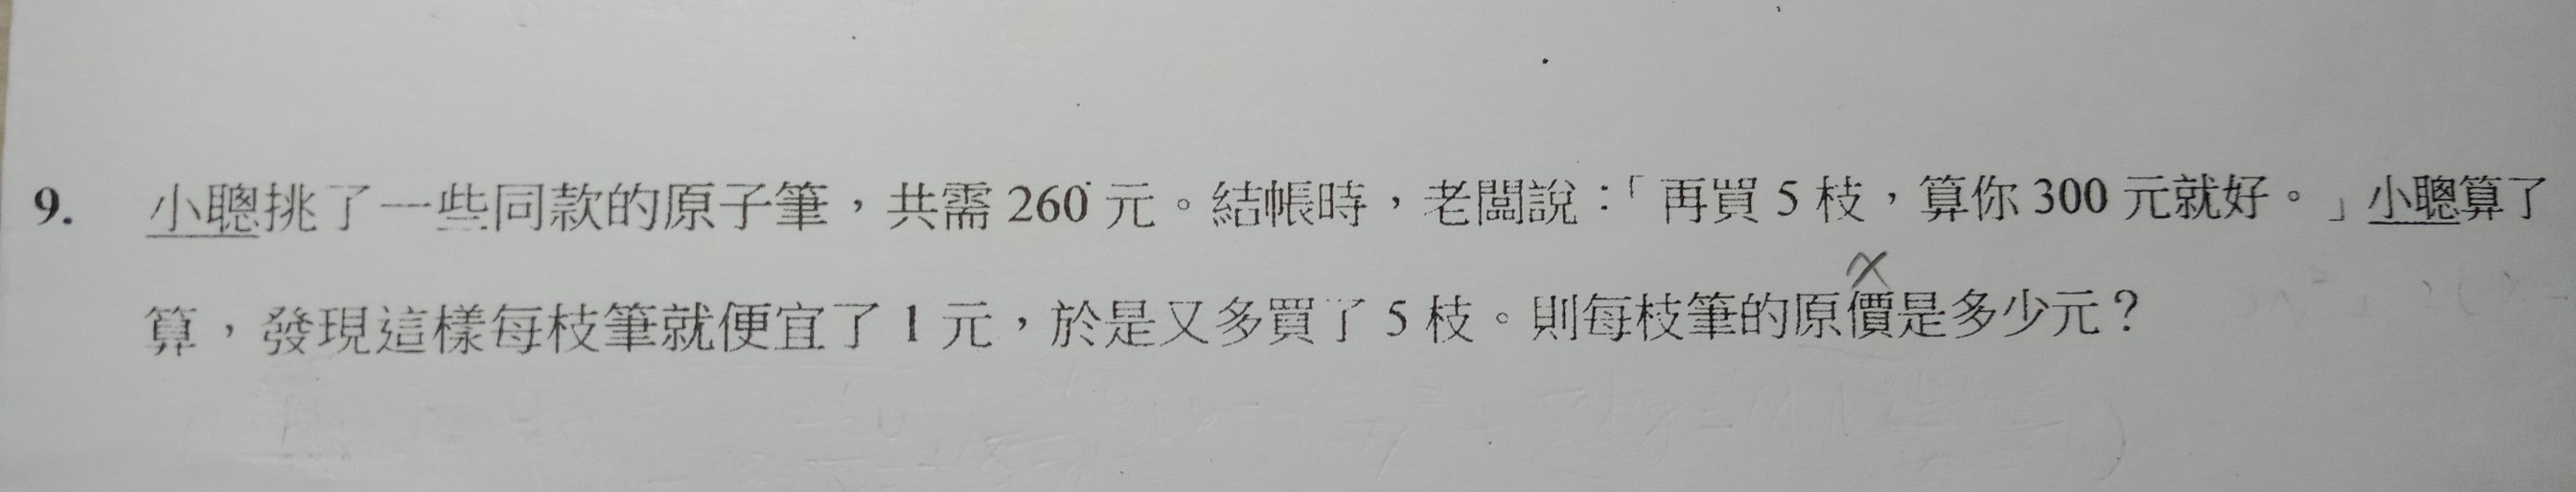 9. 小聰挑了一些同款的原子筆，共需 260 元。結帳時，老闆說：「再買 5 枝，算你 300 元就好。」小聰算了
x
算，發現這樣每枝筆就便宜了 1 元，於是又多買了 5 枝。則每枝筆的原價是多少元？